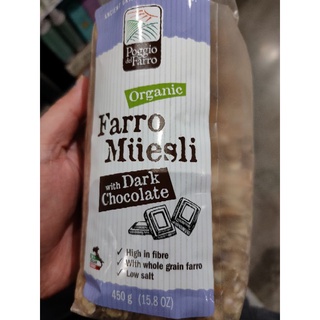 Poggio
del Farro
Organic
Farro
Müesli
with Dark
Chocolate
High in fibre
With whole grain farro
Low salt
450 g (15.8 OZ)